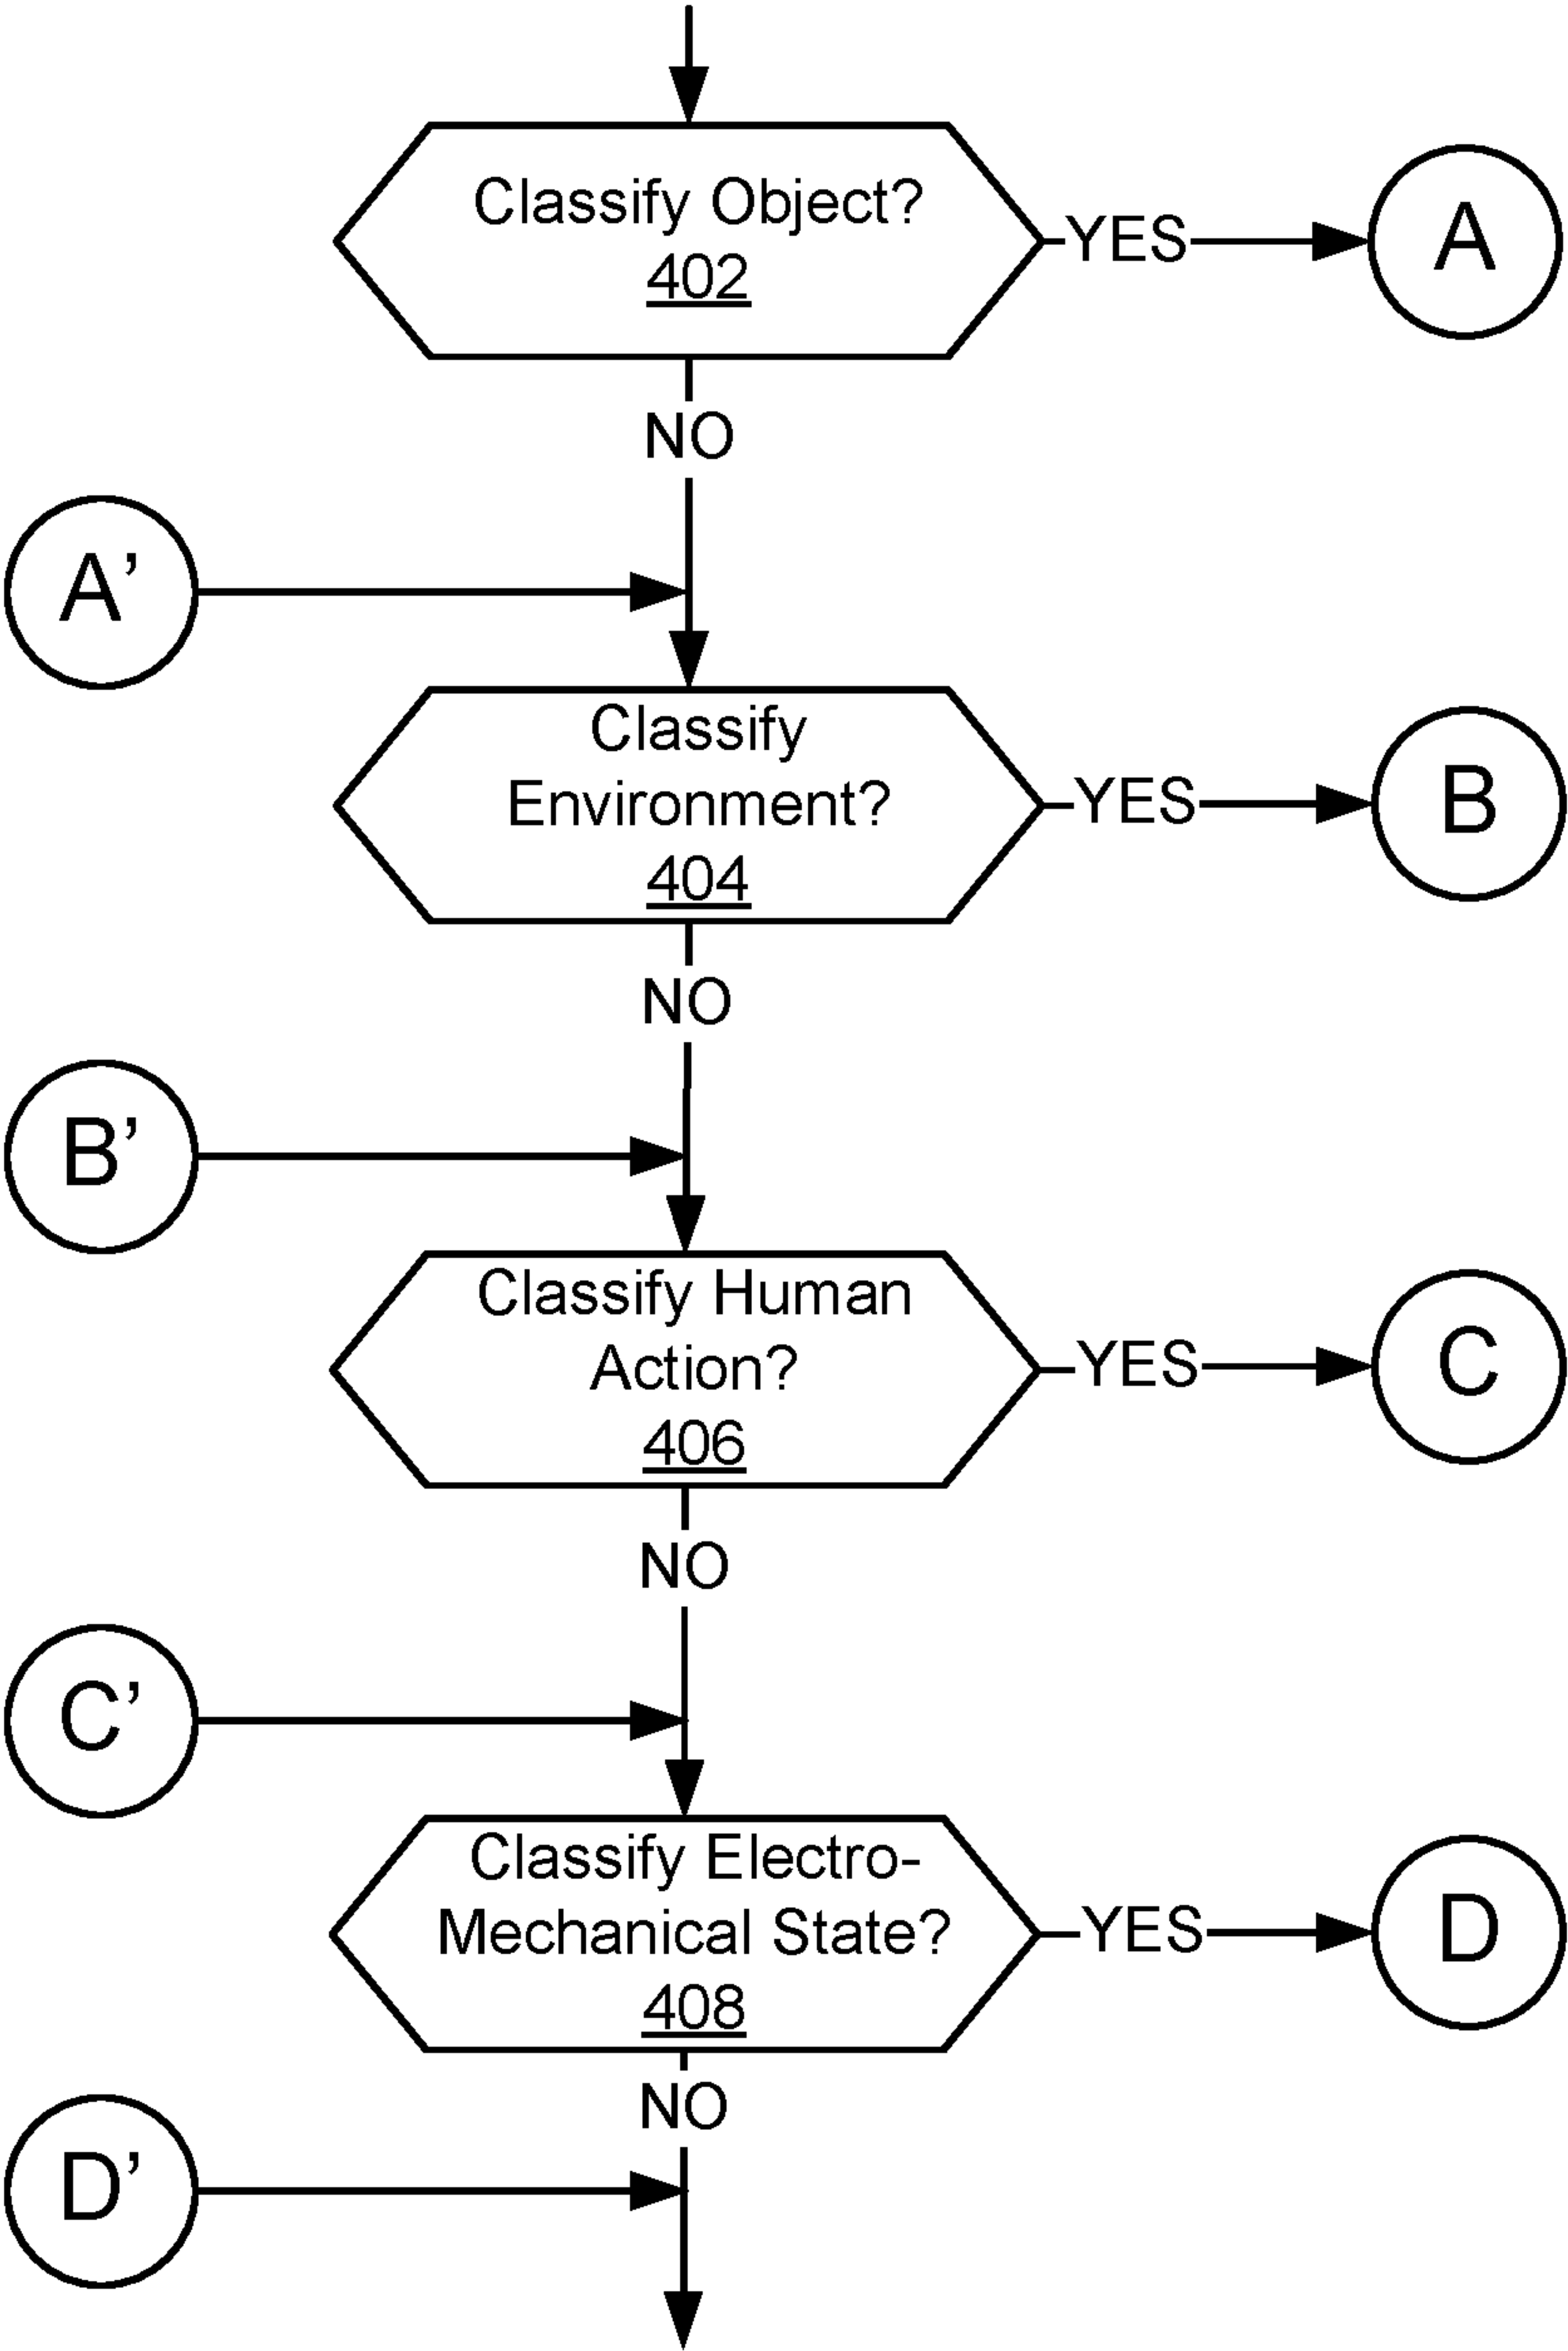 Classify Object?
402
YES
A
NO
A’
Classify
Environment?
404
YES
B
NO
B’
Classify Human
Action?
406
YES
C
NO
C’
Classify Electro-
Mechanical State?
408
YES
D
NO
D’